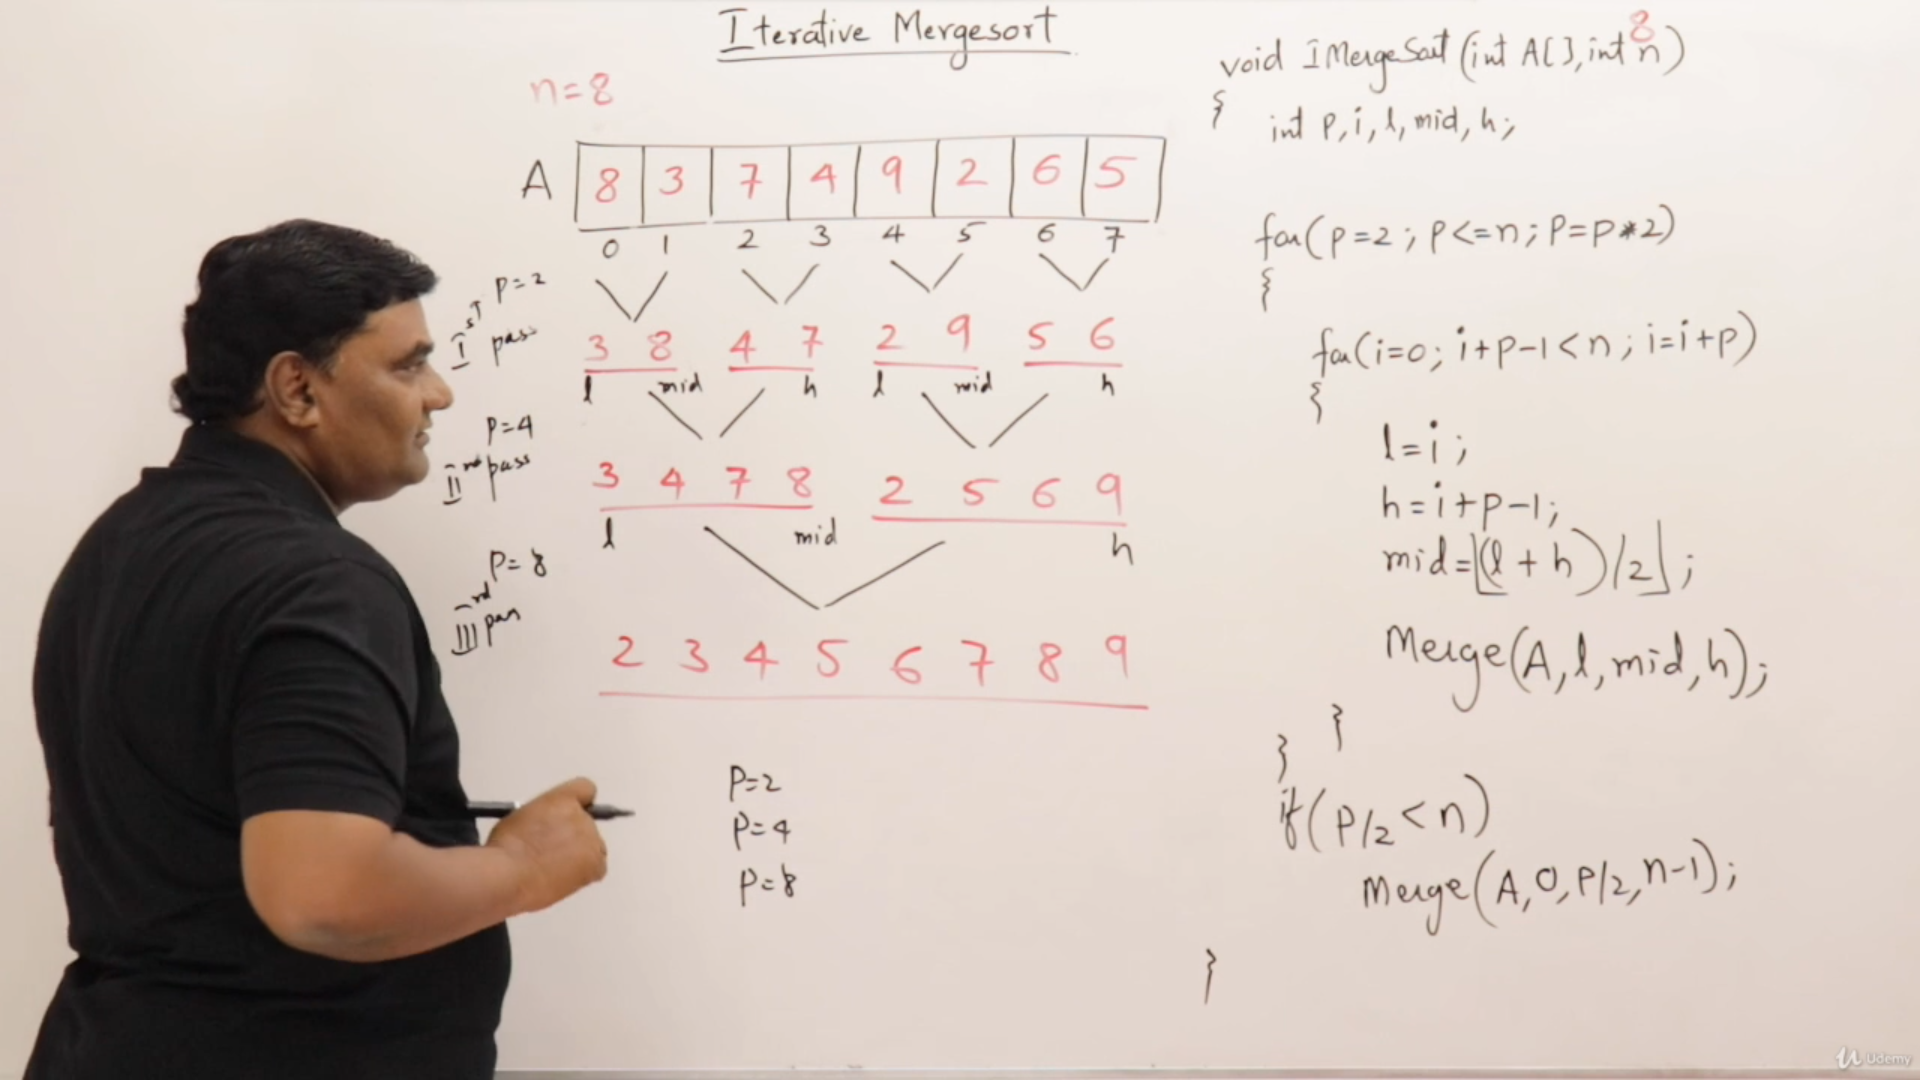 Iterative Mergesort
n=8
A 8 3 7 4 9 2 6 5
0 1 2 3 4 5 6 7
P=2
Iˢᵀ pass
3 8 4 7 2 9 5 6
l mid h l mid h
P=4
II ⁿᵈ pass
3 4 7 8 2 5 6 9
l mid h
P=8
III ʳᵈ pass
2 3 4 5 6 7 8 9
P=2
P=4
P=8
8
void IMergeSort(int A[],int n)
{
int P,i,l,mid,h;
for(P=2; P<=n; P=P*2)
{
for(i=0; i+P-1<n; i=i+P)
{
l=i;
h=i+P-1;
mid=⌊(l+h)/2⌋;
Merge(A,l,mid,h);
}
}
if(P/2<n)
Merge(A,0,P/2,n-1);
}
Udemy